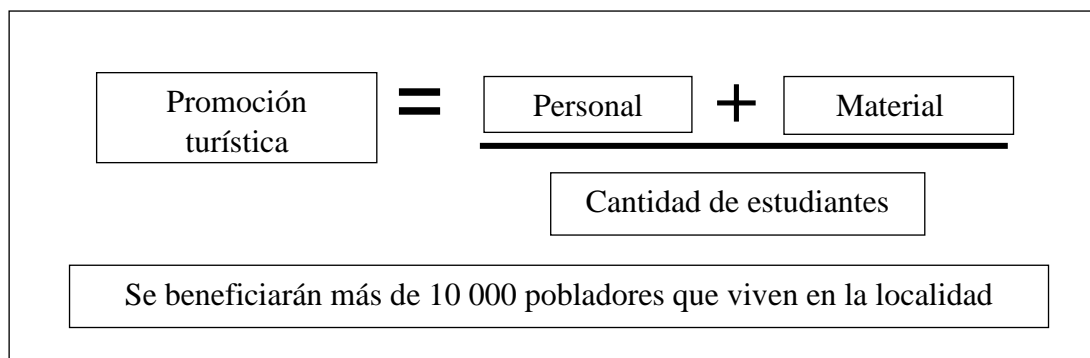 Promoción
turística
=
Personal
+
Material
Cantidad de estudiantes
Se beneficiarán más de 10 000 pobladores que viven en la localidad